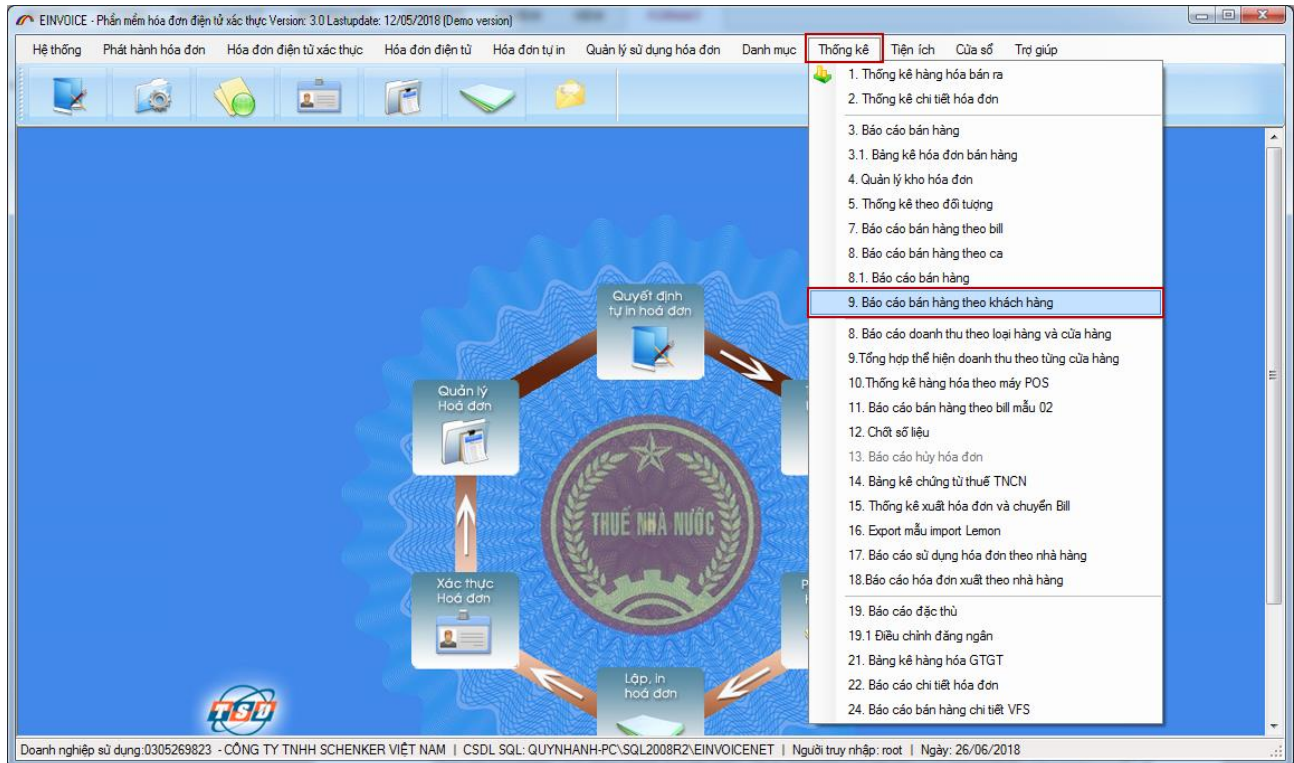 EINVOICE - Phần mềm hóa đơn điện tử xác thực Version: 3.0 Lastupdate: 12/05/2018 (Demo version)
Hệ thống Phát hành hóa đơn Hóa đơn điện tử xác thực Hóa đơn điện tử Hóa đơn tự in Quản lý sử dụng hóa đơn Danh mục Thống kê Tiện ích Cửa sổ Trợ giúp
1. Thống kê hàng hóa bán ra
2. Thống kê chi tiết hóa đơn
3. Báo cáo bán hàng
3.1. Bảng kê hóa đơn bán hàng
4. Quản lý kho hóa đơn
5. Thống kê theo đối tượng
7. Báo cáo bán hàng theo bill
8. Báo cáo bán hàng theo ca
8.1. Báo cáo bán hàng
9. Báo cáo bán hàng theo khách hàng
8. Báo cáo doanh thu theo loại hàng và cửa hàng
9.Tổng hợp thể hiện doanh thu theo từng cửa hàng
10.Thống kê hàng hóa theo máy POS
11. Báo cáo bán hàng theo bill mẫu 02
12. Chốt số liệu
13. Báo cáo hủy hóa đơn
14. Bảng kê chứng từ thuế TNCN
15. Thống kê xuất hóa đơn và chuyển Bill
16. Export mẫu import Lemon
17. Báo cáo sử dụng hóa đơn theo nhà hàng
18.Báo cáo hóa đơn xuất theo nhà hàng
19. Báo cáo đặc thù
19.1 Điều chỉnh đăng ngân
21. Bảng kê hàng hóa GTGT
22. Báo cáo chi tiết hóa đơn
24. Báo cáo bán hàng chi tiết VFS
Quyết định
tự in hoá đơn
Quản lý
Hoá đơn
THUẾ NHÀ NƯỚC
Xác thực
Hoá đơn
Lập, in
hoá đơn
TSD
Doanh nghiệp sử dụng:0305269823 - CÔNG TY TNHH SCHENKER VIỆT NAM | CSDL SQL: QUYNHANH-PC\SQL2008R2\EINVOICENET | Người truy nhập: root | Ngày: 26/06/2018